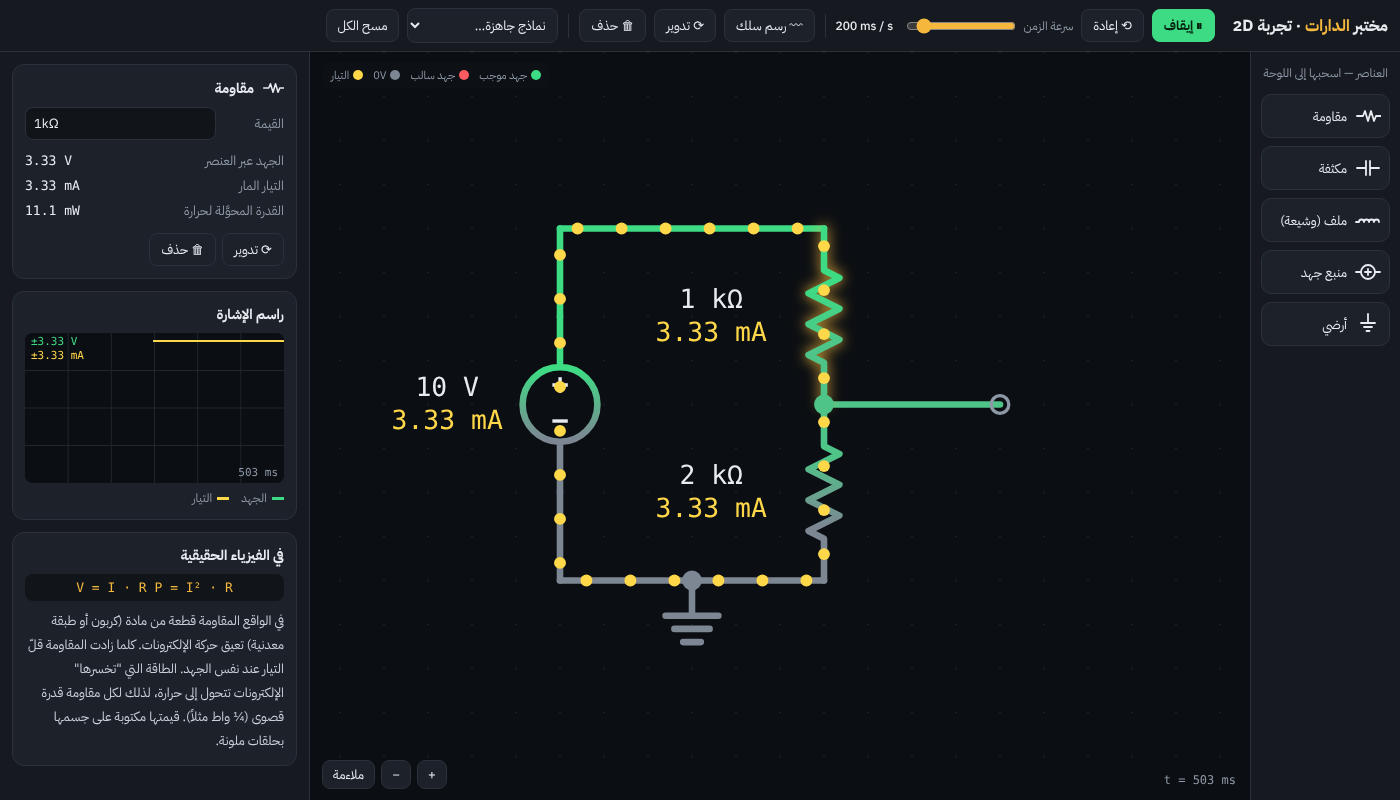 مختبر الدارات · تجربة 2D
⏸ إيقاف
⟲ إعادة
سرعة الزمن
200 ms / s
〰 رسم سلك
⟳ تدوير
🗑 حذف
نماذج جاهزة...
مسح الكل
العناصر — اسحبها إلى اللوحة
مقاومة
مكثفة
ملف (وشيعة)
منبع جهد
أرضي
جهد موجب
جهد سالب
0V
التيار
1 kΩ
3.33 mA
10 V
3.33 mA
2 kΩ
3.33 mA
+
−
ملاءمة
t = 503 ms
مقاومة
القيمة
1kΩ
الجهد عبر العنصر
3.33 V
التيار المار
3.33 mA
القدرة المحوَّلة لحرارة
11.1 mW
⟳ تدوير
🗑 حذف
راسم الإشارة
±3.33 V
±3.33 mA
503 ms
الجهد
التيار
في الفيزياء الحقيقية
V = I · R P = I² · R
في الواقع المقاومة قطعة من مادة (كربون أو طبقة
معدنية) تعيق حركة الإلكترونات. كلما زادت المقاومة قلّ
التيار عند نفس الجهد. الطاقة التي "تخسرها"
الإلكترونات تتحول إلى حرارة، لذلك لكل مقاومة قدرة
قصوى (¼ واط مثلاً). قيمتها مكتوبة على جسمها
بحلقات ملونة.